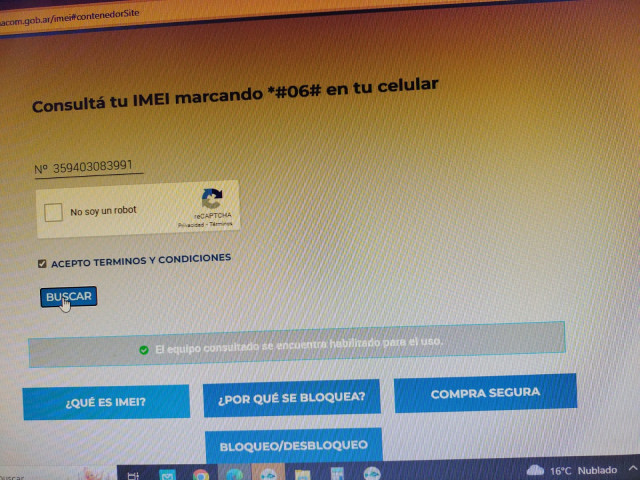 acom.gob.ar/imei#contenedorSite
Consultá tu IMEI marcando *#06# en tu celular
Nº 359403083991
No soy un robot
reCAPTCHA
Privacidad - Términos
ACEPTO TERMINOS Y CONDICIONES
BUSCAR
El equipo consultado se encuentra habilitado para el uso.
¿QUÉ ES IMEI?
¿POR QUÉ SE BLOQUEA?
COMPRA SEGURA
BLOQUEO/DESBLOQUEO
uscar
16°C Nublado